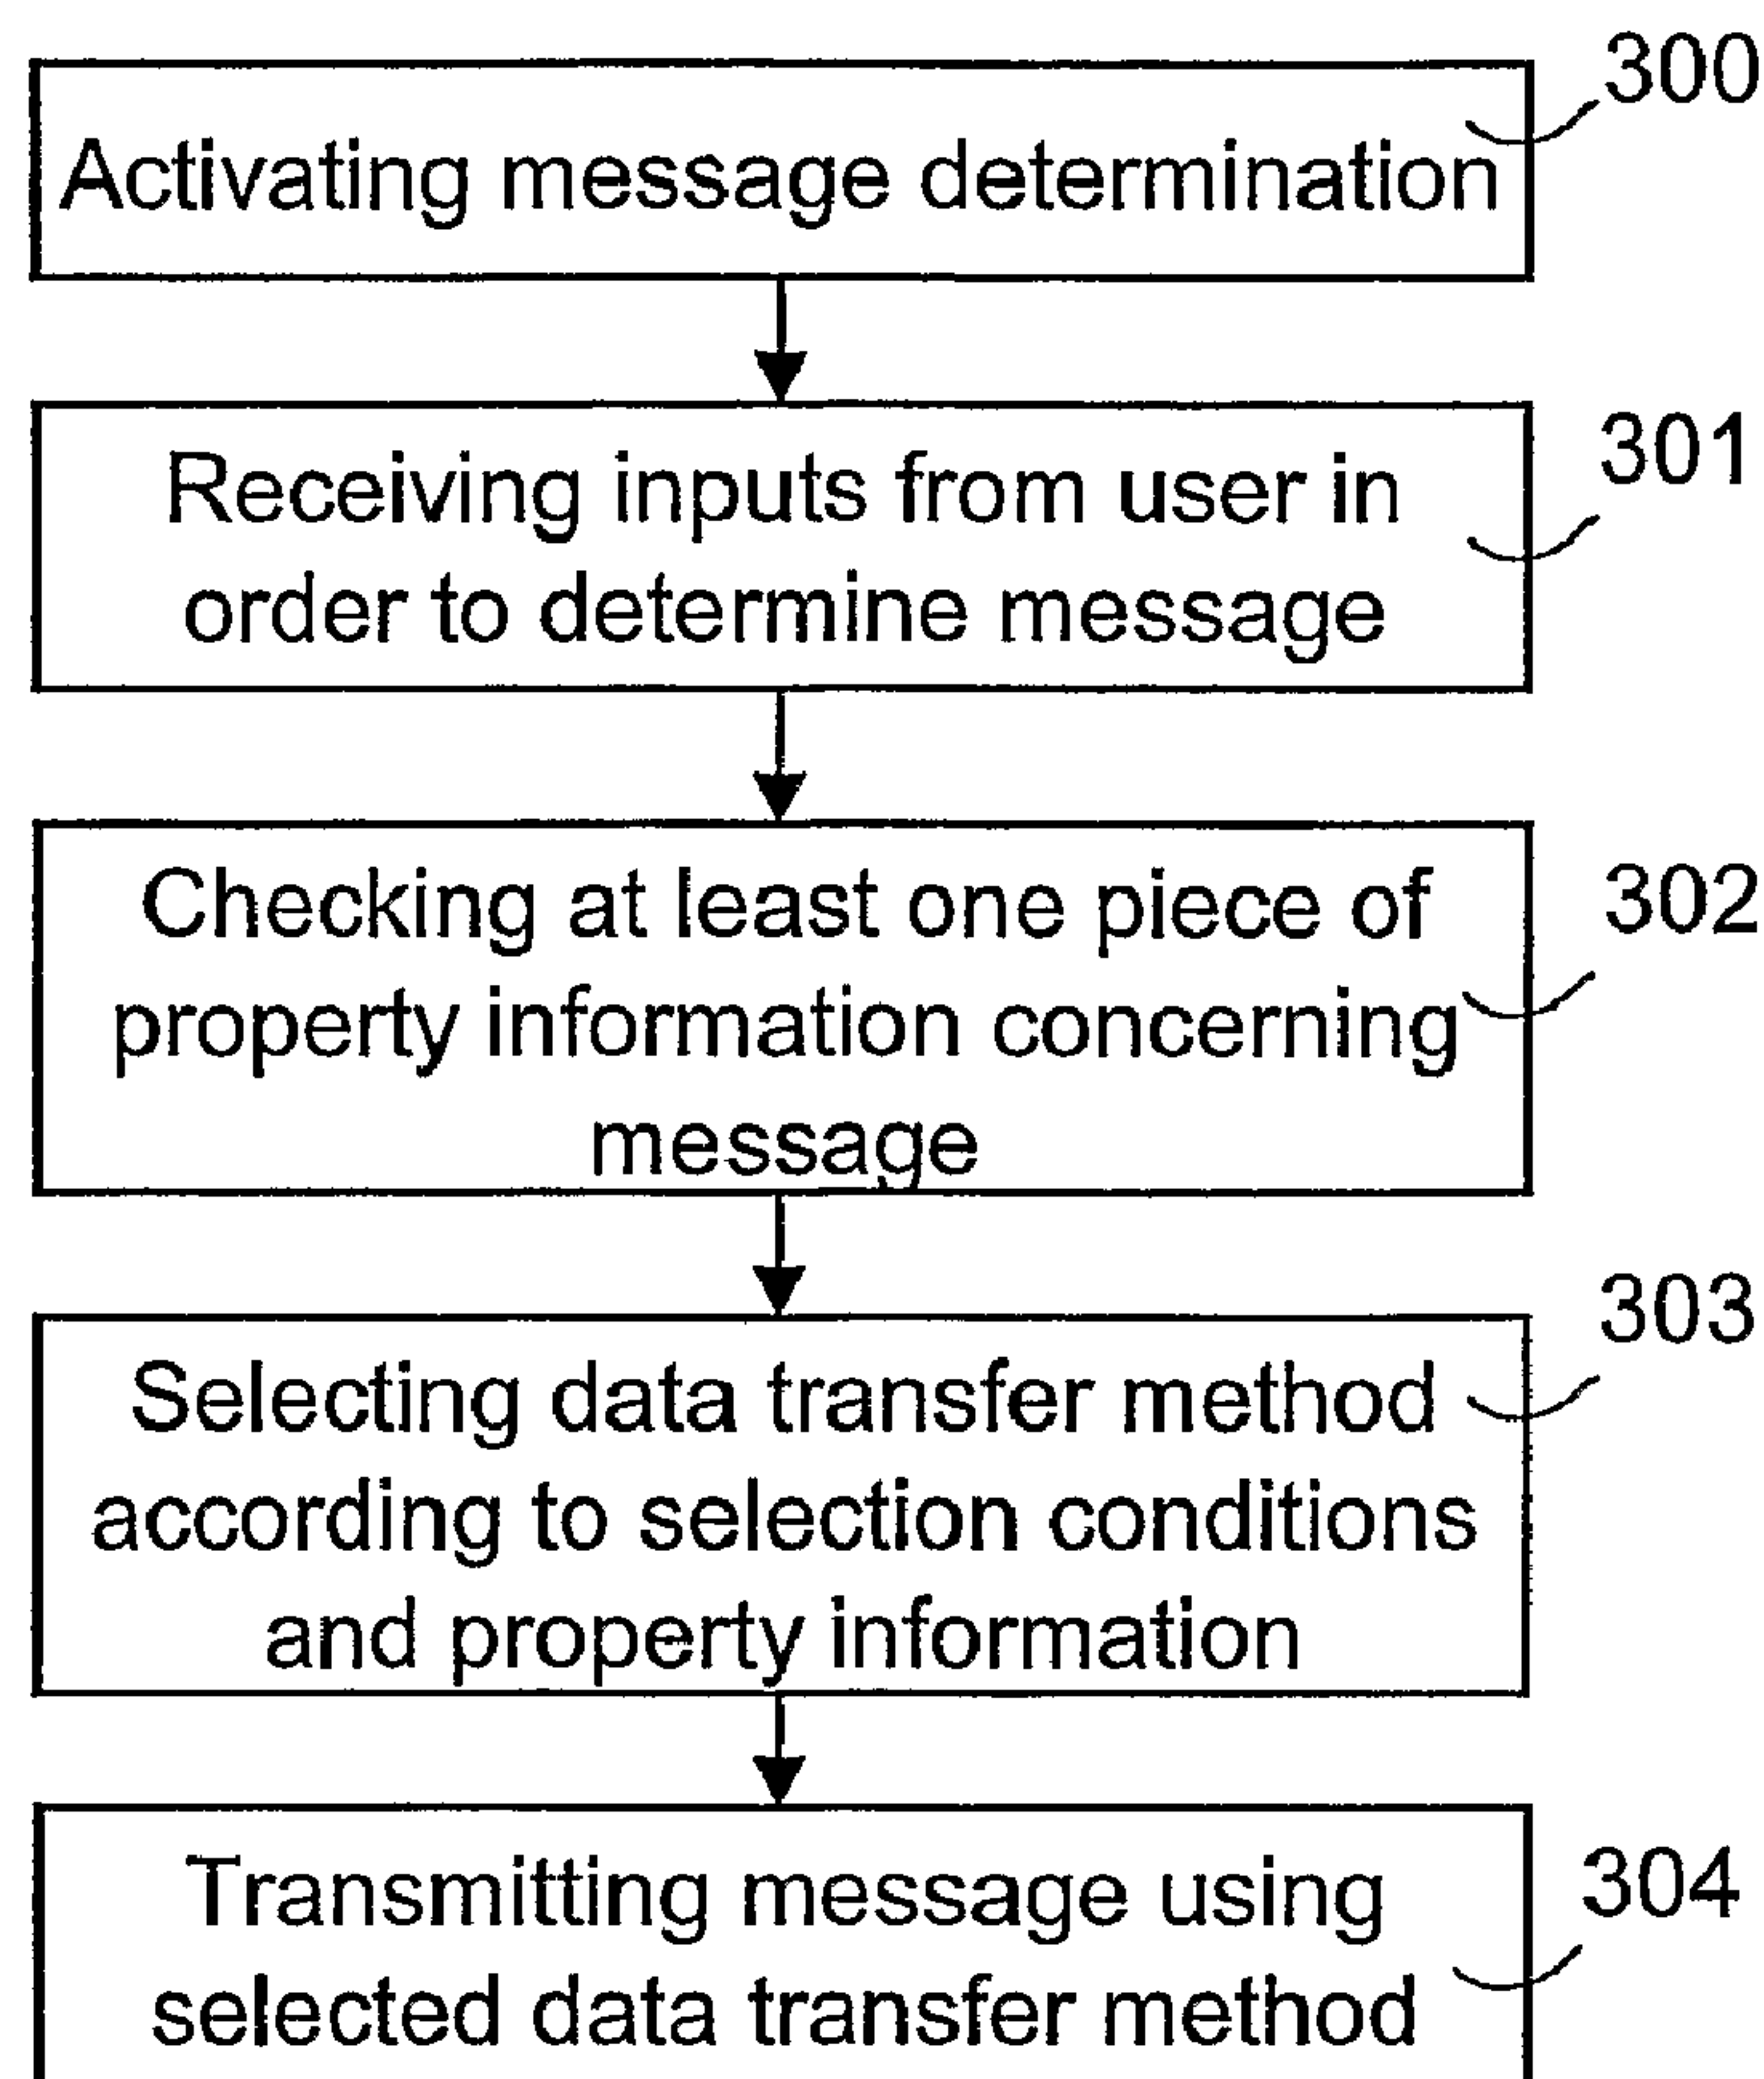 300
Activating message determination
301
Receiving inputs from user in
order to determine message
302
Checking at least one piece of
property information concerning
message
303
Selecting data transfer method
according to selection conditions
and property information
304
Transmitting message using
selected data transfer method